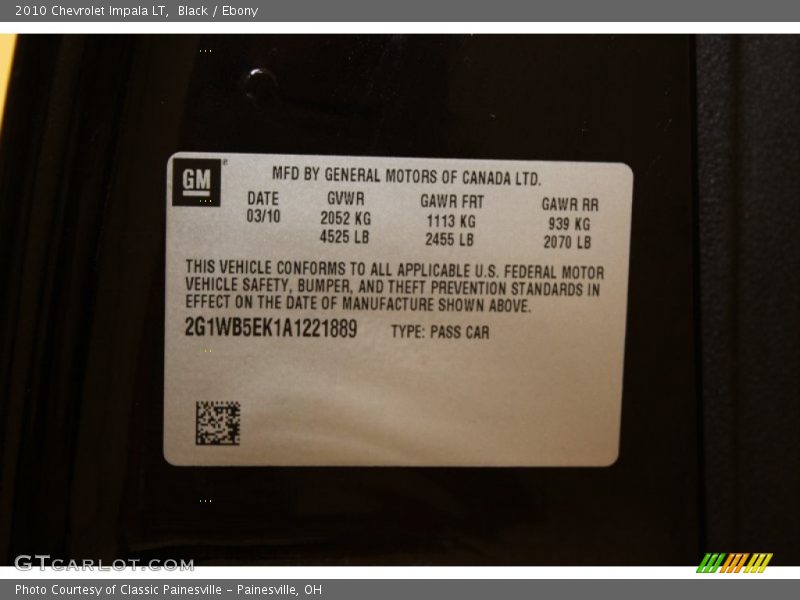 2010 Chevrolet Impala LT, Black / Ebony
GM
MFD BY GENERAL MOTORS OF CANADA LTD.
DATE GVWR GAWR FRT GAWR RR
03/10 2052 KG 1113 KG 939 KG
4525 LB 2455 LB 2070 LB
THIS VEHICLE CONFORMS TO ALL APPLICABLE U.S. FEDERAL MOTOR
VEHICLE SAFETY, BUMPER, AND THEFT PREVENTION STANDARDS IN
EFFECT ON THE DATE OF MANUFACTURE SHOWN ABOVE.
2G1WB5EK1A1221889 TYPE: PASS CAR
GTCARLOT.COM
Photo Courtesy of Classic Painesville - Painesville, OH